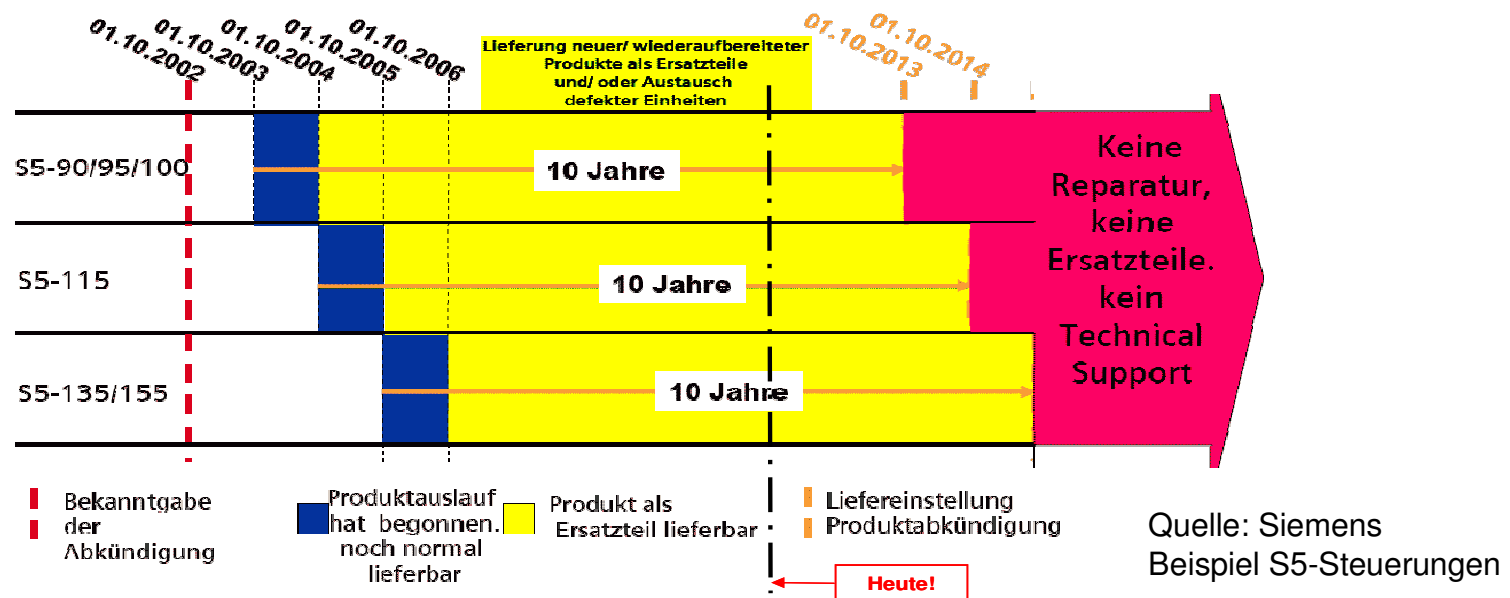 01.10.2002
01.10.2003
01.10.2004
01.10.2005
01.10.2006
Lieferung neuer/ wiederaufbereiteter
Produkte als Ersatzteile
und/ oder Austausch
defekter Einheiten
01.10.2013
01.10.2014
S5-90/95/100
10 Jahre
S5-115
10 Jahre
S5-135/155
10 Jahre
Keine
Reparatur,
keine
Ersatzteile.
kein
Technical
Support
Bekanntgabe
der
Abkündigung
Produktauslauf
hat begonnen.
noch normal
lieferbar
Produkt als
Ersatzteil lieferbar
Liefereinstellung
Produktabkündigung
Heute!
Quelle: Siemens
Beispiel S5-Steuerungen